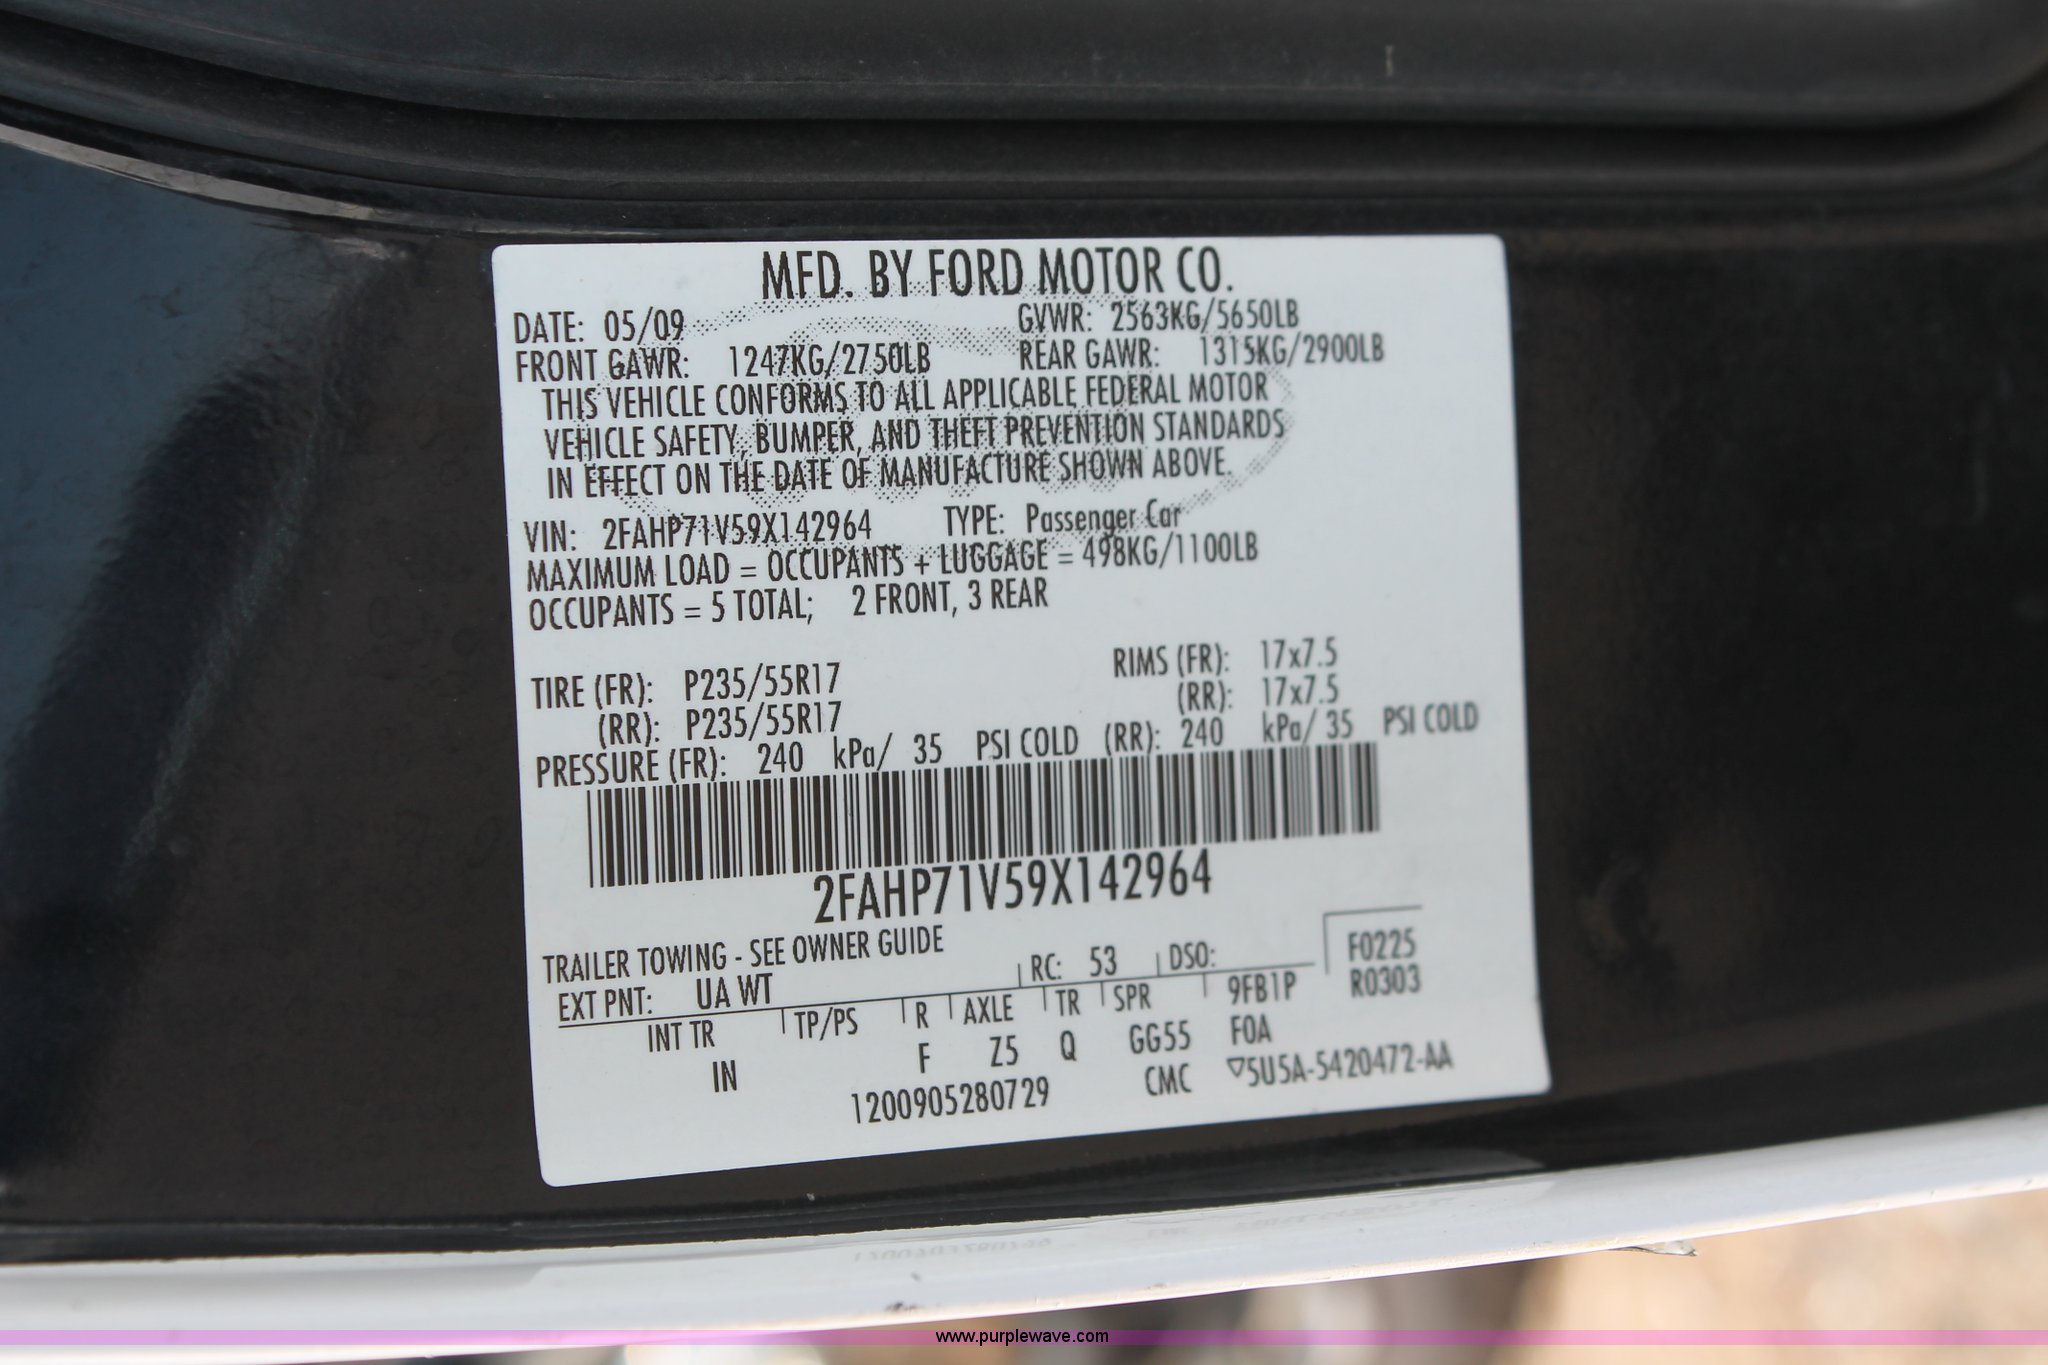 MFD. BY FORD MOTOR CO.
DATE: 05/09 GVWR: 2563KG/5650LB
FRONT GAWR: 1247KG/2750LB REAR GAWR: 1315KG/2900LB
THIS VEHICLE CONFORMS TO ALL APPLICABLE FEDERAL MOTOR
VEHICLE SAFETY, BUMPER, AND THEFT PREVENTION STANDARDS
IN EFFECT ON THE DATE OF MANUFACTURE SHOWN ABOVE.
VIN: 2FAHP71V59X142964 TYPE: Passenger Car
MAXIMUM LOAD = OCCUPANTS + LUGGAGE = 498KG/1100LB
OCCUPANTS = 5 TOTAL; 2 FRONT, 3 REAR
TIRE (FR): P235/55R17 RIMS (FR): 17x7.5
(RR): P235/55R17 (RR): 17x7.5
PRESSURE (FR): 240 kPa/ 35 PSI COLD (RR): 240 kPa/ 35 PSI COLD
2FAHP71V59X142964
TRAILER TOWING - SEE OWNER GUIDE
EXT PNT: UA WT RC: 53 DSO: F0225
INT TR TP/PS R AXLE TR SPR 9FB1P R0303
IN F Z5 Q GG55 FOA
1200905280729 CMC ▽5U5A-5420472-AA
www.purplewave.com